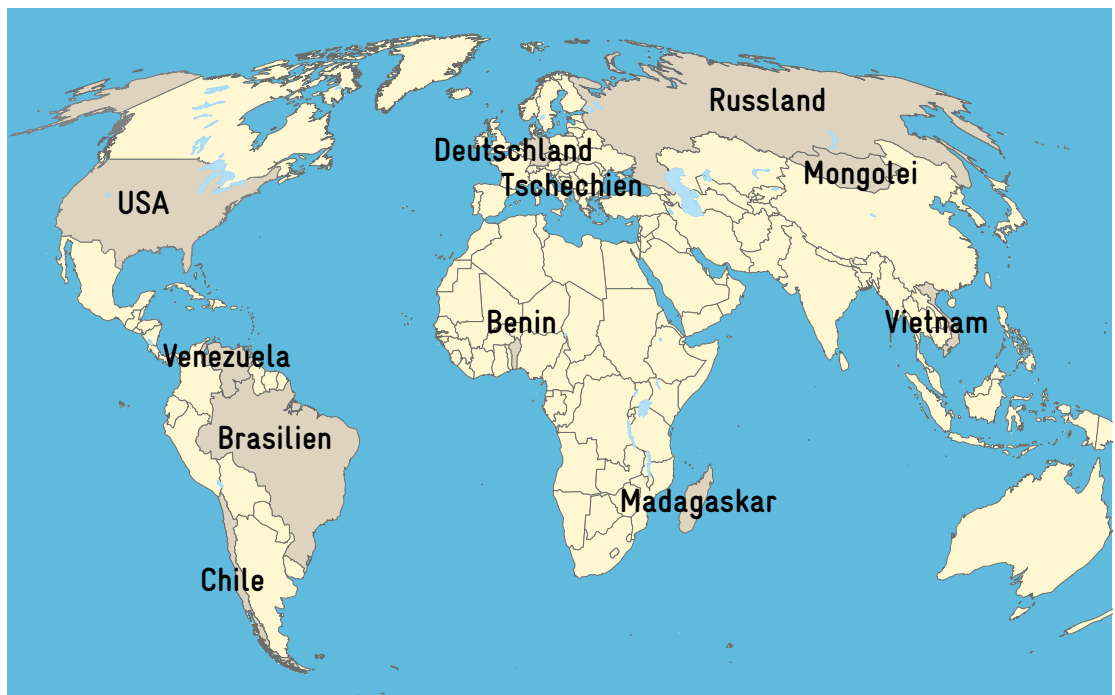 Russland
Deutschland
Mongolei
Tschechien
USA
Benin
Vietnam
Venezuela
Brasilien
Madagaskar
Chile